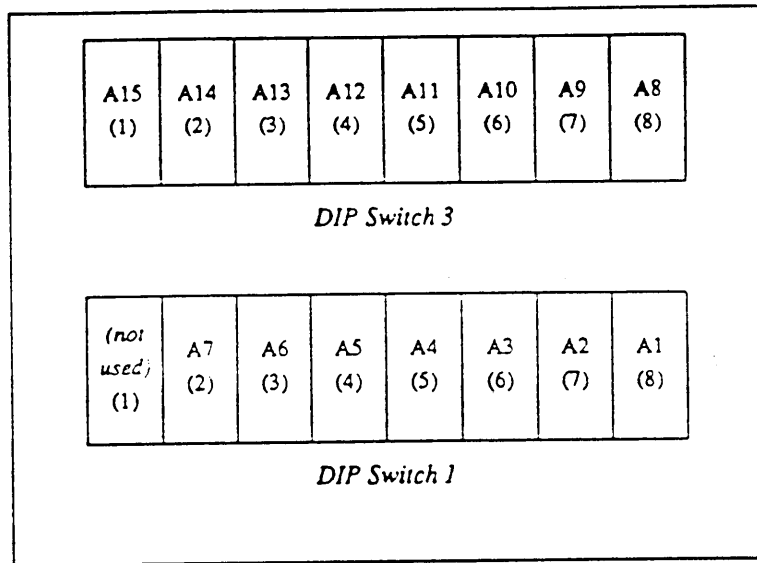 A15 A14 A13 A12 A11 A10 A9 A8
(1) (2) (3) (4) (5) (6) (7) (8)
DIP Switch 3
(not
used) A7 A6 A5 A4 A3 A2 A1
(1) (2) (3) (4) (5) (6) (7) (8)
DIP Switch 1